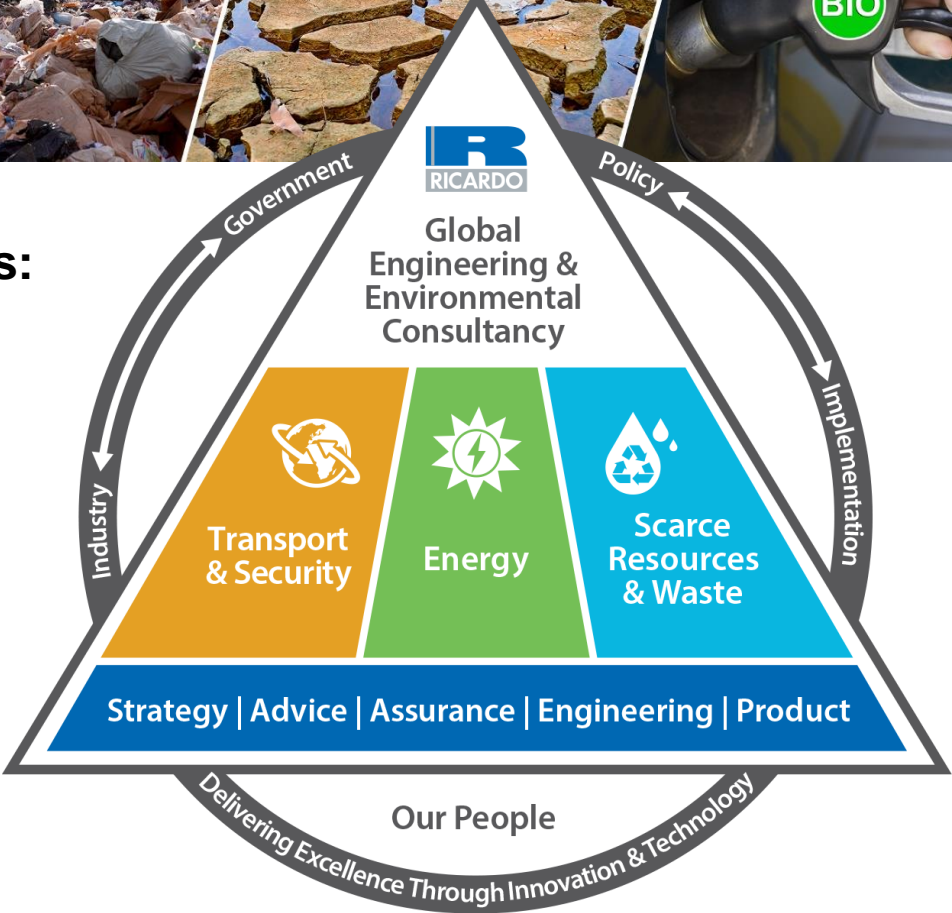 BIO
RICARDO
Government
Policy
s:
Global
Engineering &
Environmental
Consultancy
Industry
Implementation
Transport
& Security
Energy
Scarce
Resources
& Waste
Strategy | Advice | Assurance | Engineering | Product
Our People
Delivering Excellence Through Innovation & Technology